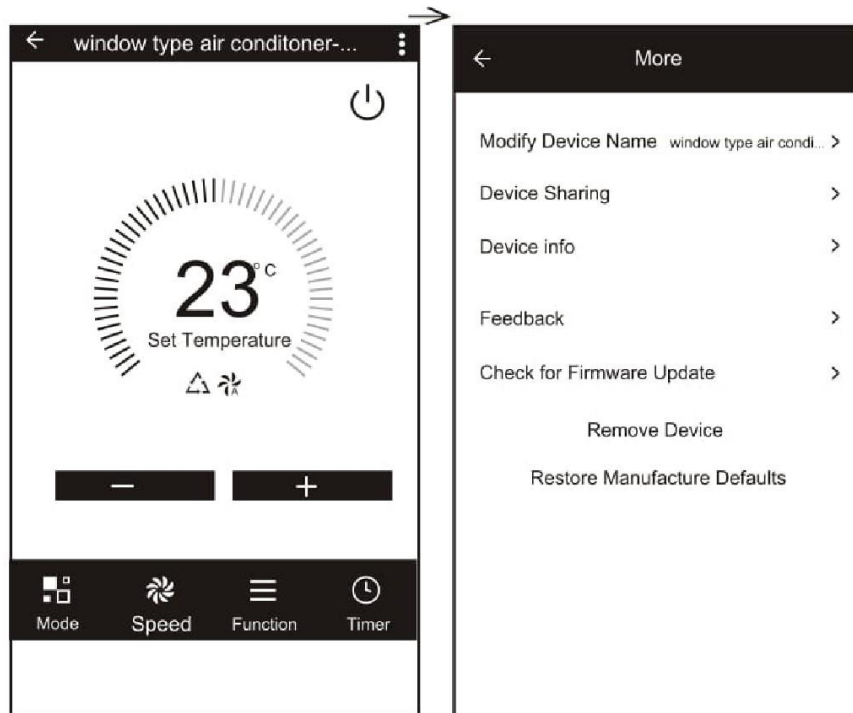 window type air conditoner-...
23°C
Set Temperature
A
Mode Speed Function Timer
More
Modify Device Name window type air condi...
Device Sharing
Device info
Feedback
Check for Firmware Update
Remove Device
Restore Manufacture Defaults